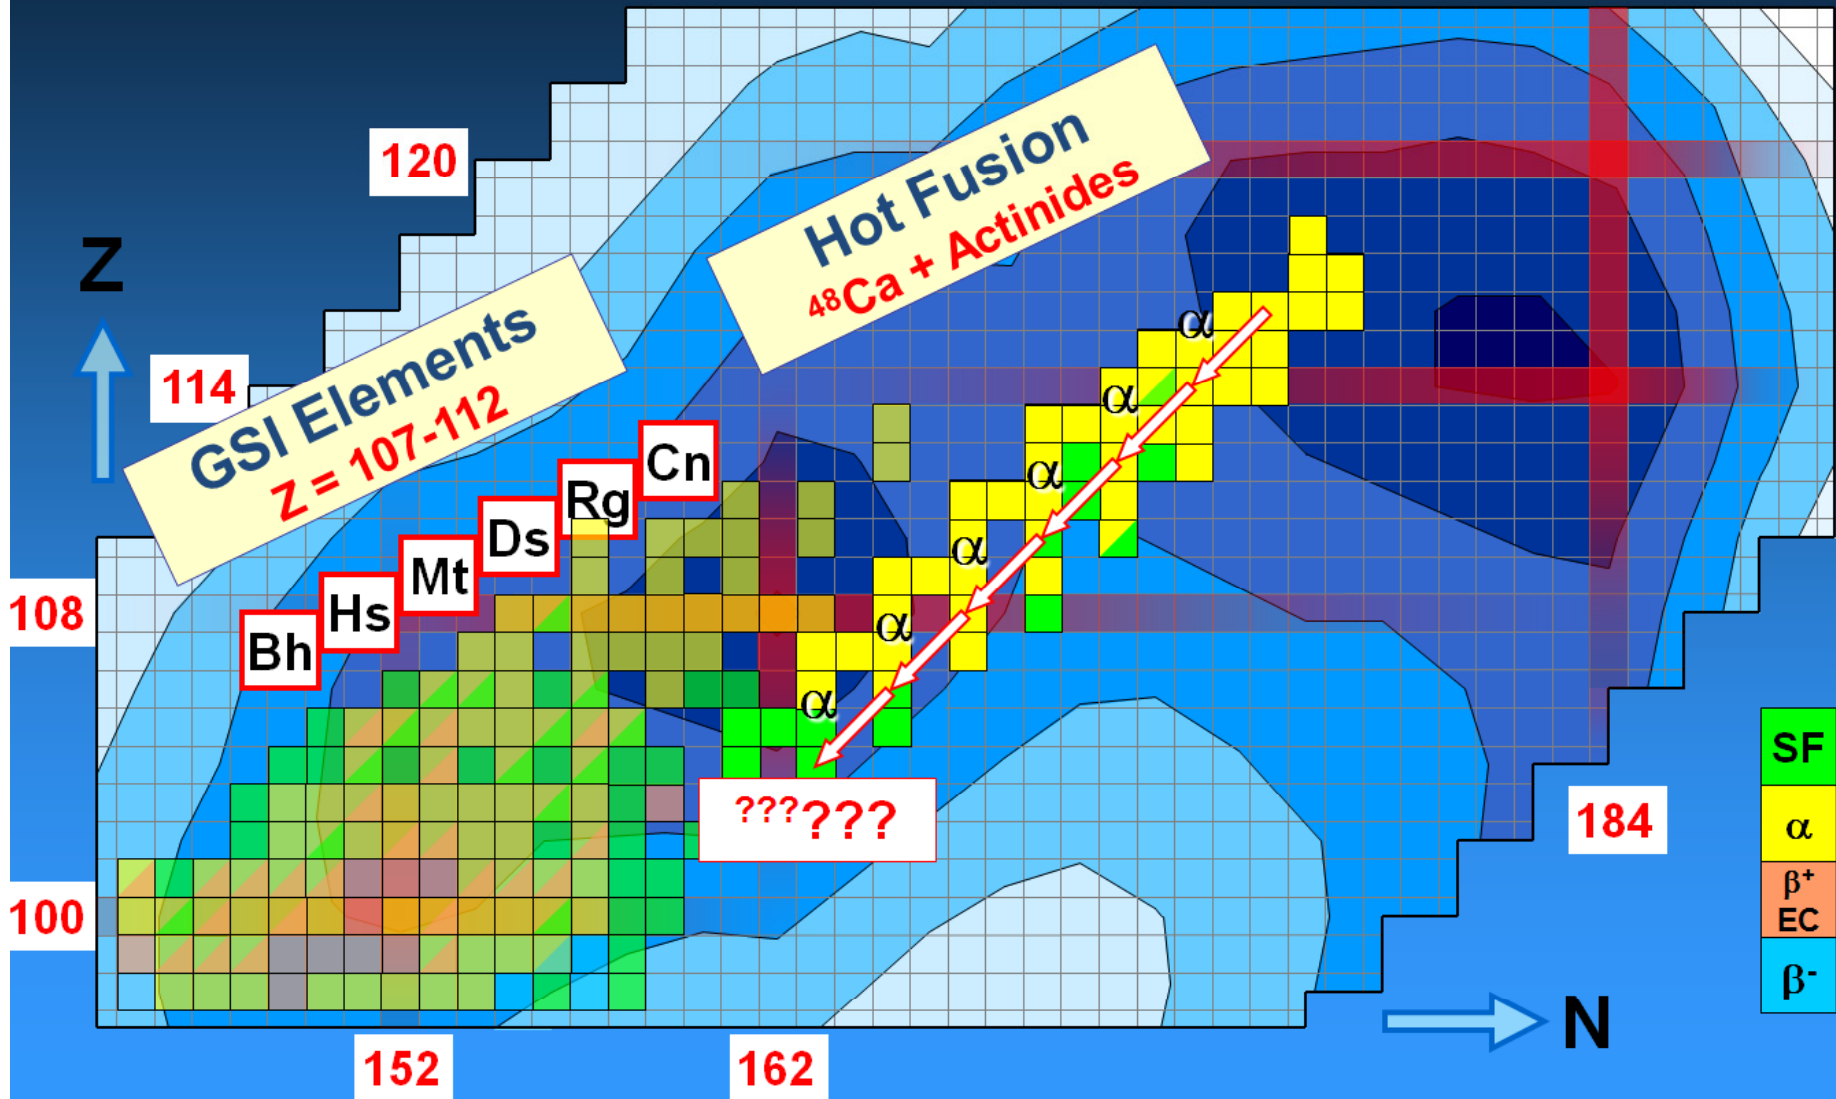 120
Hot Fusion
⁴⁸Ca + Actinides
Z
GSI Elements
Z = 107-112
114
α
α
Cn
α
Rg
Ds
α
Mt
108
Hs
α
Bh
α
SF
??????
184
α
β⁺
EC
100
β⁻
N
152
162